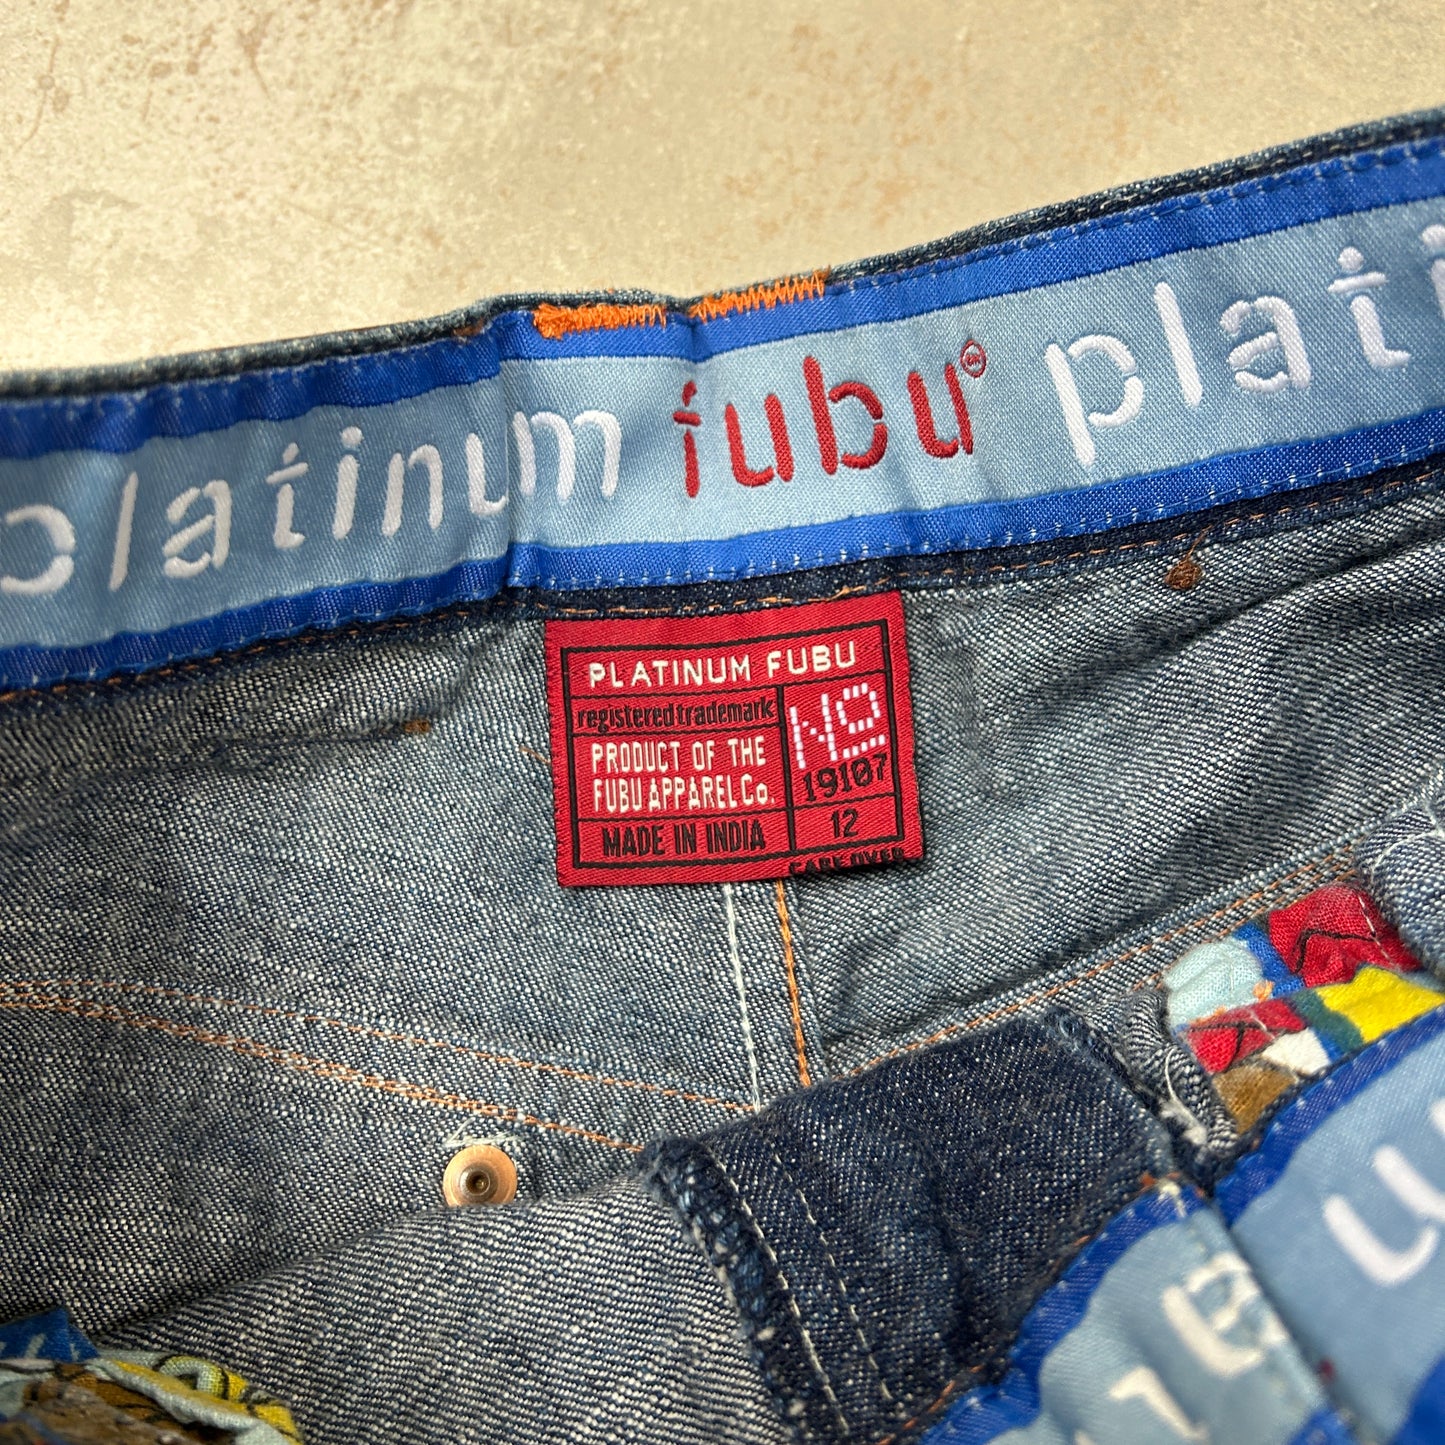 platinum fubu plati
PLATINUM FUBU
registered trademark
PRODUCT OF THE
FUBU APPAREL Co.
MADE IN INDIA
No
19107
12
CARE OVER